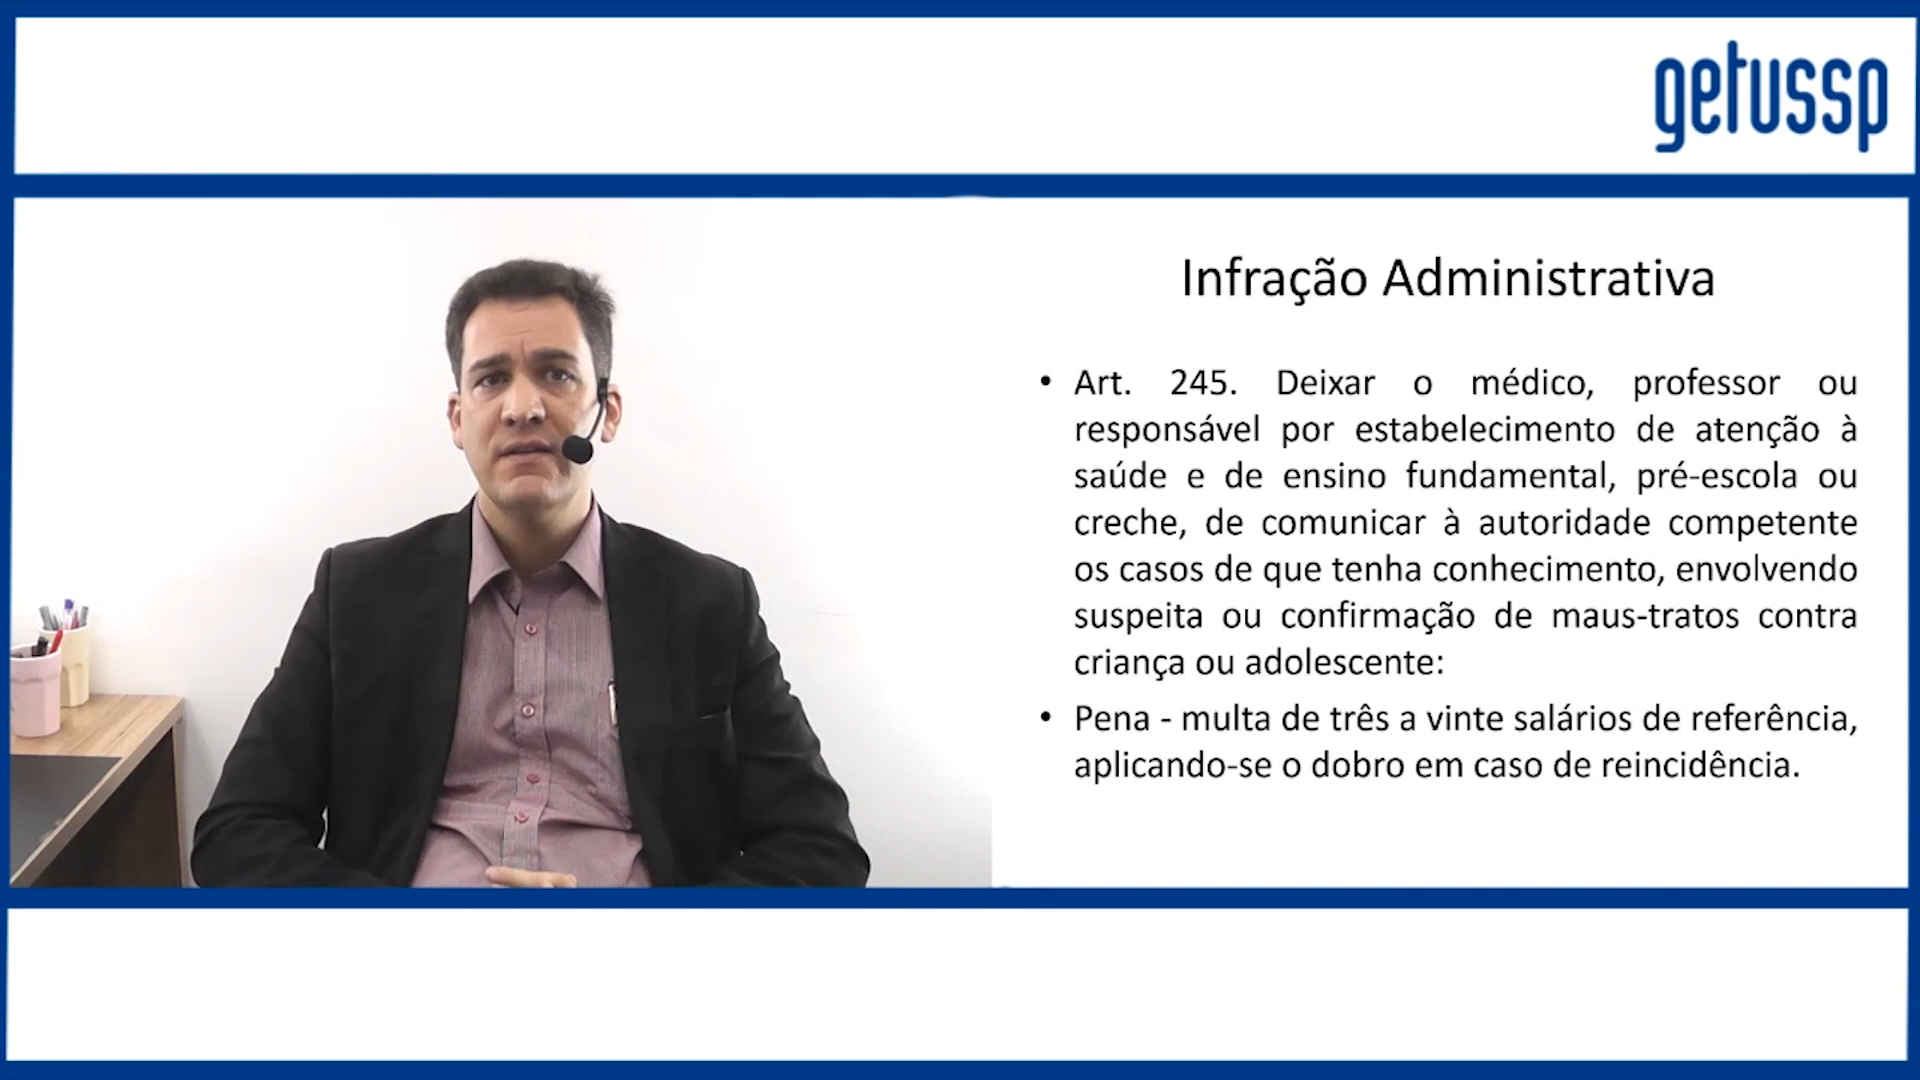 getussp
Infração Administrativa
• Art. 245. Deixar o médico, professor ou
responsável por estabelecimento de atenção à
saúde e de ensino fundamental, pré-escola ou
creche, de comunicar à autoridade competente
os casos de que tenha conhecimento, envolvendo
suspeita ou confirmação de maus-tratos contra
criança ou adolescente:
• Pena - multa de três a vinte salários de referência,
aplicando-se o dobro em caso de reincidência.